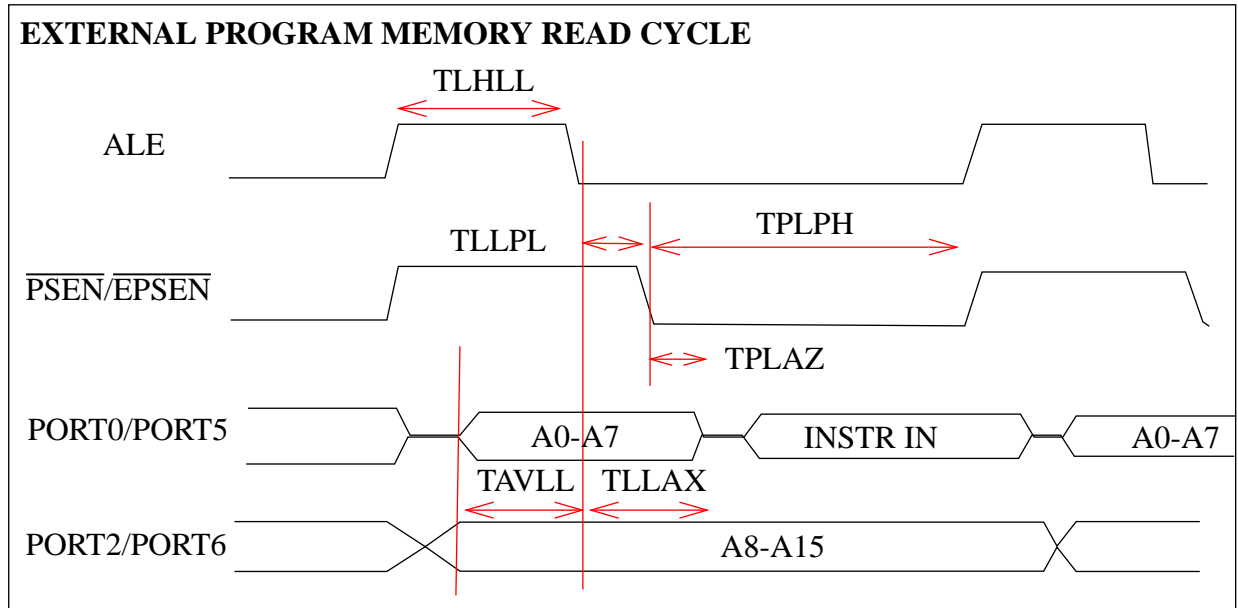 EXTERNAL PROGRAM MEMORY READ CYCLE
TLHLL
ALE
TLLPL
TPLPH
PSEN/EPSEN
TPLAZ
PORT0/PORT5
A0-A7
INSTR IN
A0-A7
TAVLL
TLLAX
PORT2/PORT6
A8-A15